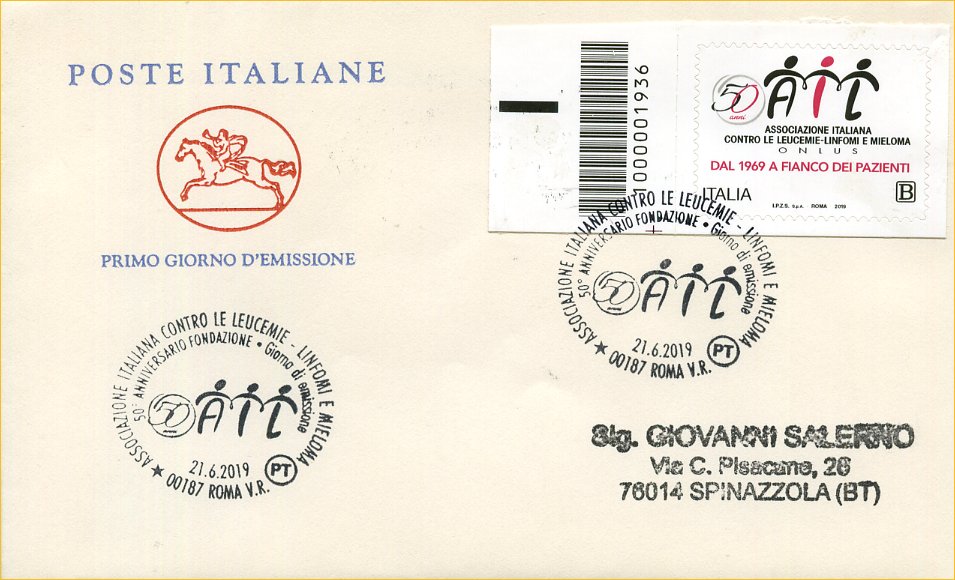 POSTE ITALIANE
PRIMO GIORNO D'EMISSIONE
1000001936
50 anni
AIL
ASSOCIAZIONE ITALIANA
CONTRO LE LEUCEMIE-LINFOMI E MIELOMA
ONLUS
DAL 1969 A FIANCO DEI PAZIENTI
ITALIA
B
I.P.Z.S. S.p.A. ROMA 2019
ASSOCIAZIONE ITALIANA CONTRO LE LEUCEMIE - LINFOMI E MIELOMA
50° ANNIVERSARIO FONDAZIONE • Giorno di emissione
50 anni
AIL
21.6.2019
PT
★ 00187 ROMA V.R.
ASSOCIAZIONE ITALIANA CONTRO LE LEUCEMIE - LINFOMI E MIELOMA
50° ANNIVERSARIO FONDAZIONE • Giorno di emissione
50 anni
AIL
21.6.2019
PT
★ 00187 ROMA V.R.
Sig. GIOVANNI SALERNO
Via C. Pisacane, 26
76014 SPINAZZOLA (BT)